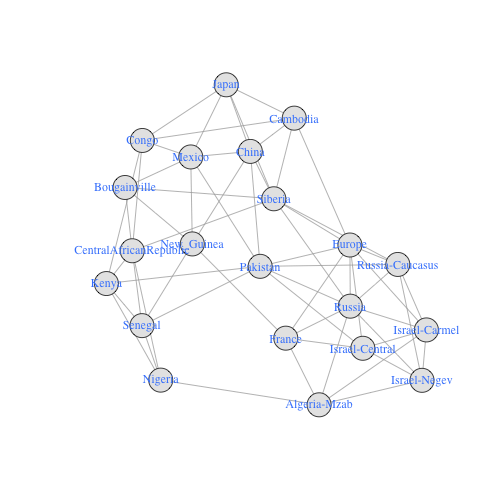 Japan
Cambodia
Congo
Mexico
China
Bougainville
Siberia
CentralAfricanRepublic
New_Guinea
Europe
Pakistan
Russia-Caucasus
Kenya
Russia
Senegal
Israel-Carmel
France
Israel-Central
Nigeria
Israel-Negev
Algeria-Mzab